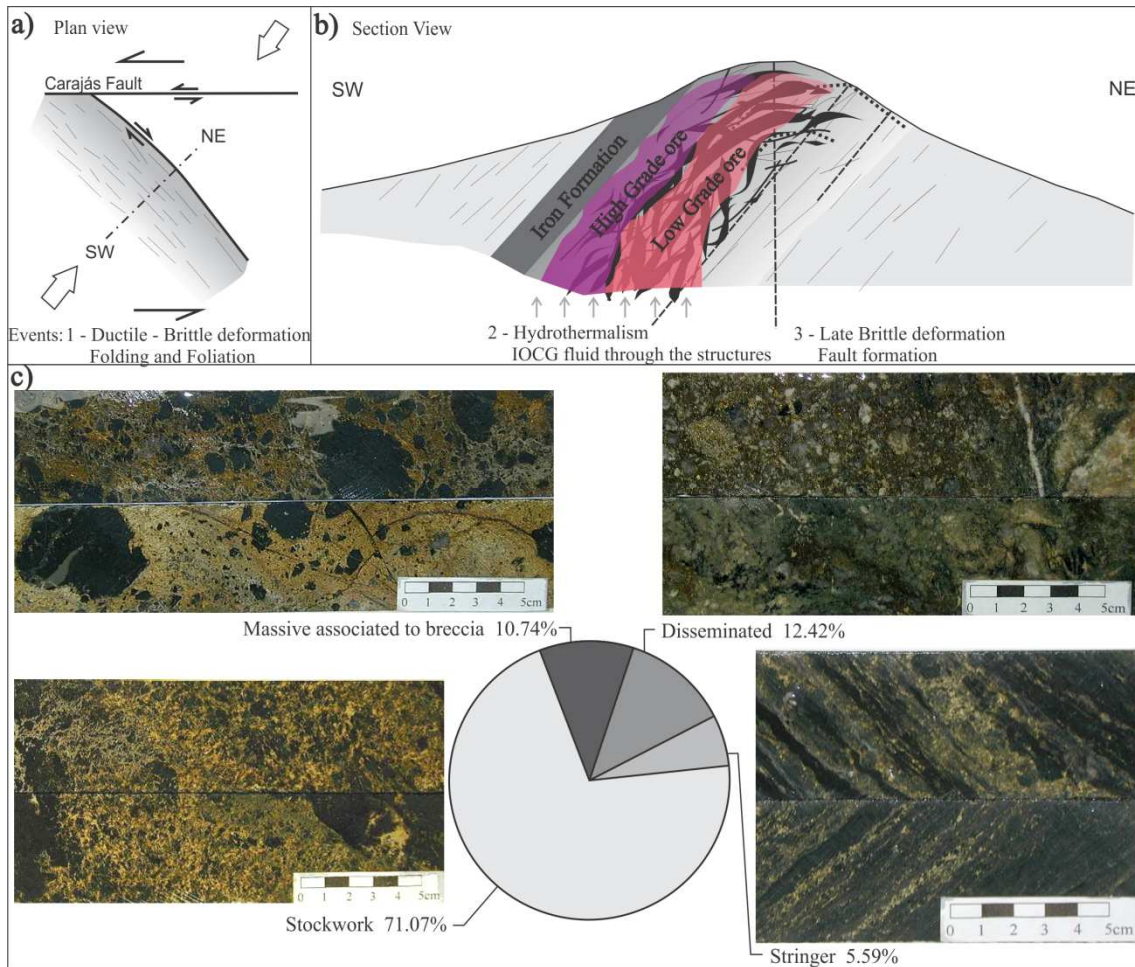 a) Plan view
Carajás Fault
NE
SW
Events: 1 - Ductile - Brittle deformation
Folding and Foliation
b) Section View
SW
NE
Iron Formation
High Grade ore
Low Grade ore
2 - Hydrothermalism
IOCG fluid through the structures
3 - Late Brittle deformation
Fault formation
c)
0 1 2 3 4 5cm
0 1 2 3 4 5cm
Massive associated to breccia 10.74%
Disseminated 12.42%
0 1 2 3 4 5cm
0 1 2 3 4 5cm
Stockwork 71.07%
Stringer 5.59%